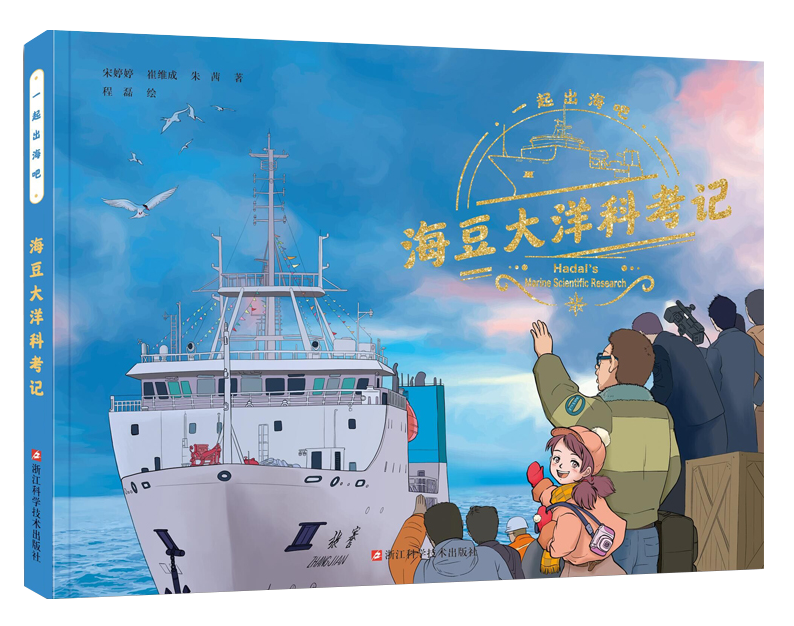 宋婷婷 崔维成 朱茜 著
程磊 绘
一起出海吧
海豆大洋科考记
Hadal's
Marine Scientific Research
张謇
ZHANGJIAN
浙江科学技术出版社
一起出海吧
海豆大洋科考记
浙江科学技术出版社